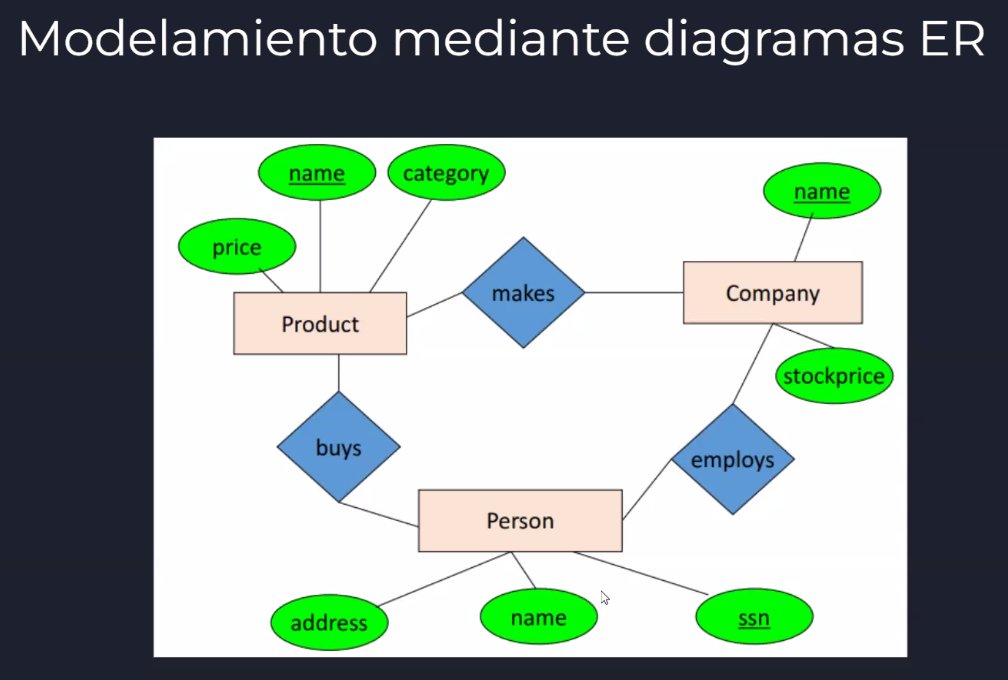 Modelamiento mediante diagramas ER
name
category
name
price
makes
Company
Product
stockprice
buys
employs
Person
address
name
ssn